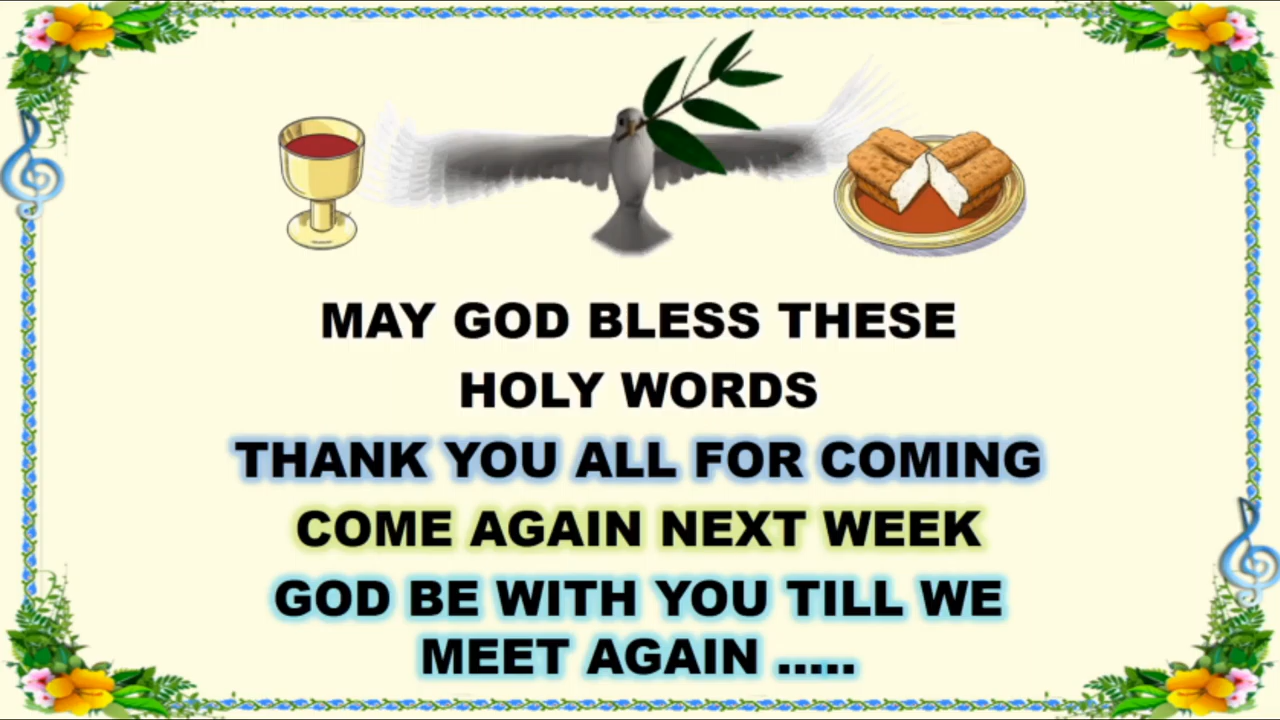 MAY GOD BLESS THESE
HOLY WORDS
THANK YOU ALL FOR COMING
COME AGAIN NEXT WEEK
GOD BE WITH YOU TILL WE
MEET AGAIN .....